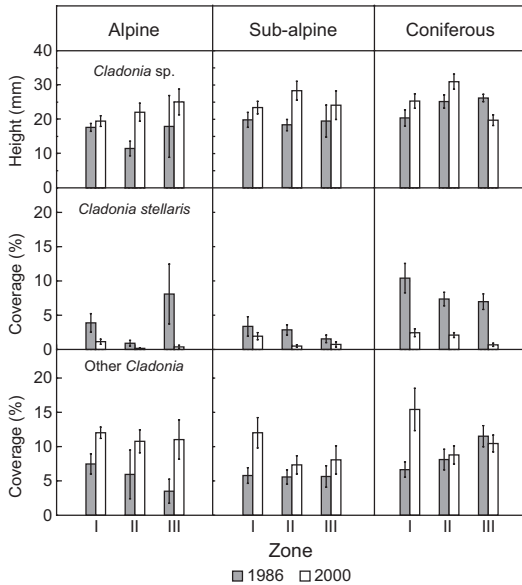 Alpine Sub-alpine Coniferous
Cladonia sp.
Height (mm)
40
30
20
10
0
Cladonia stellaris
Coverage (%)
20
15
10
5
0
Other Cladonia
Coverage (%)
20
15
10
5
0
I II III I II III I II III
Zone
1986 2000